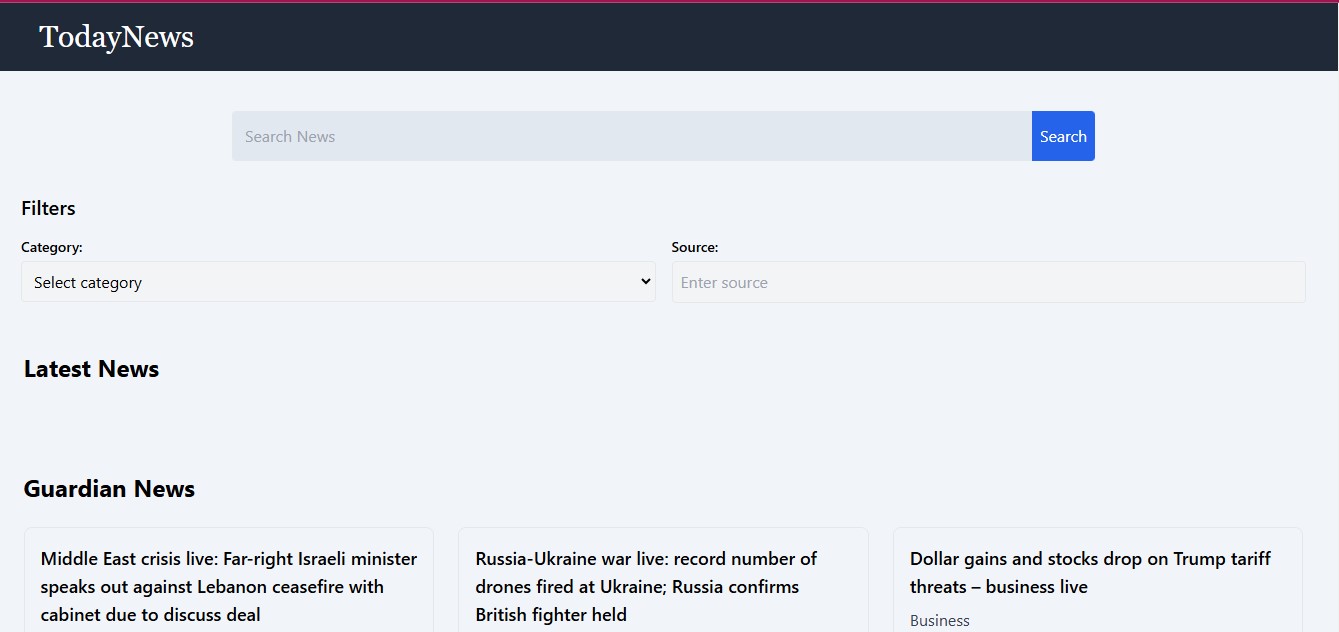 TodayNews
Search News
Search
Filters
Category:
Source:
Select category
Enter source
Latest News
Guardian News
Middle East crisis live: Far-right Israeli minister
speaks out against Lebanon ceasefire with
cabinet due to discuss deal
Russia-Ukraine war live: record number of
drones fired at Ukraine; Russia confirms
British fighter held
Dollar gains and stocks drop on Trump tariff
threats – business live
Business